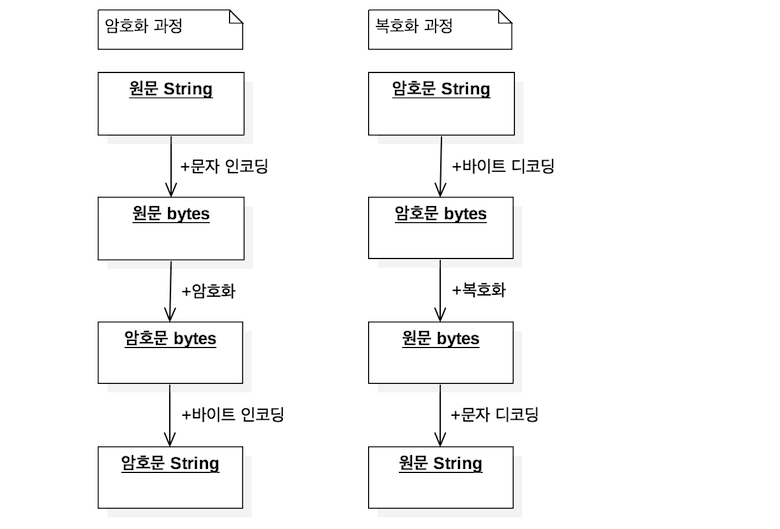 암호화 과정
원문 String
+문자 인코딩
원문 bytes
+암호화
암호문 bytes
+바이트 인코딩
암호문 String
복호화 과정
암호문 String
+바이트 디코딩
암호문 bytes
+복호화
원문 bytes
+문자 디코딩
원문 String